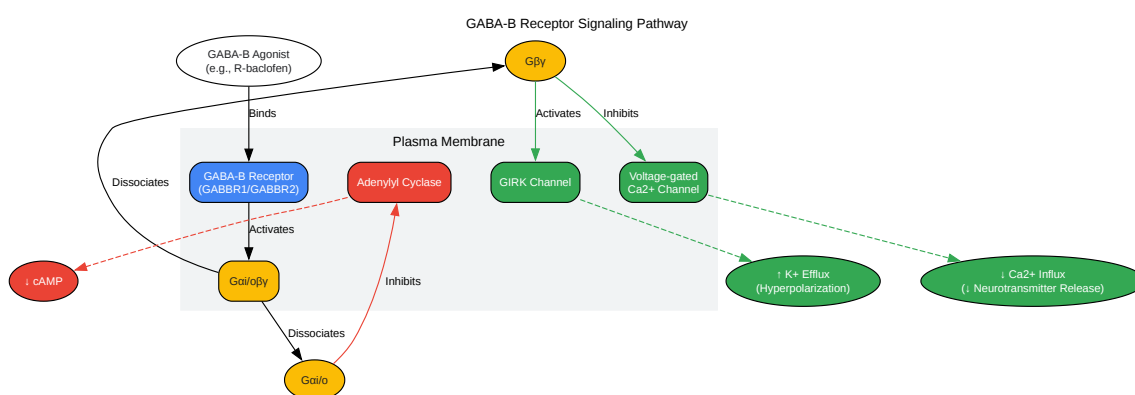 GABA-B Receptor Signaling Pathway
GABA-B Agonist
(e.g., R-baclofen)
Gβγ
Binds
Activates
Inhibits
Plasma Membrane
GABA-B Receptor
(GABBR1/GABBR2)
Adenylyl Cyclase
GIRK Channel
Voltage-gated
Ca2+ Channel
Dissociates
Activates
↓ cAMP
Gαi/oβγ
Inhibits
↑ K+ Efflux
(Hyperpolarization)
↓ Ca2+ Influx
(↓ Neurotransmitter Release)
Dissociates
Gαi/o